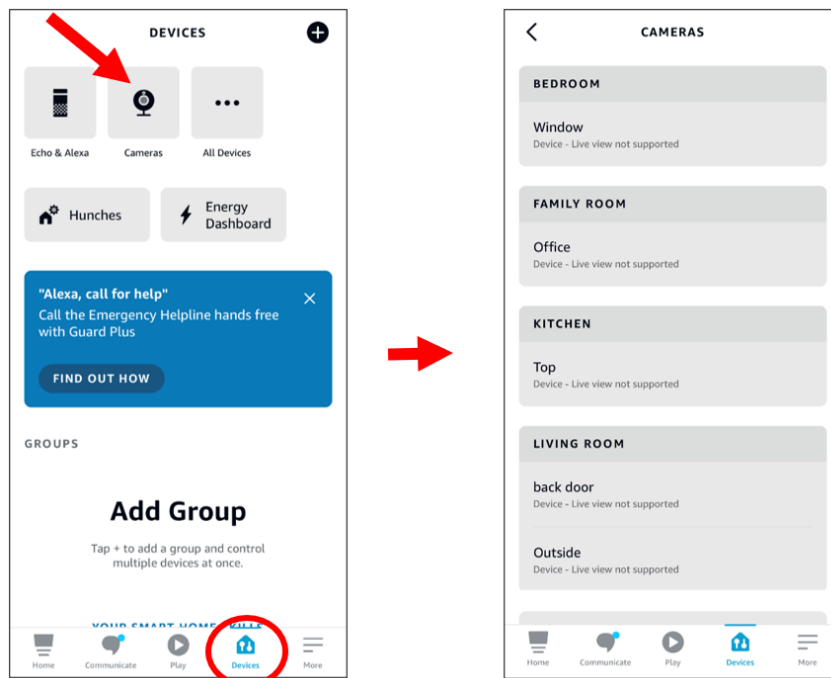 DEVICES
Echo & Alexa
Cameras
All Devices
Hunches
Energy
Dashboard
"Alexa, call for help"
Call the Emergency Helpline hands free
with Guard Plus
FIND OUT HOW
GROUPS
Add Group
Tap + to add a group and control
multiple devices at once.
YOUR SMART HOME SKILLS
Home
Communicate
Play
Devices
More
CAMERAS
BEDROOM
Window
Device - Live view not supported
FAMILY ROOM
Office
Device - Live view not supported
KITCHEN
Top
Device - Live view not supported
LIVING ROOM
back door
Device - Live view not supported
Outside
Device - Live view not supported
Home
Communicate
Play
Devices
More